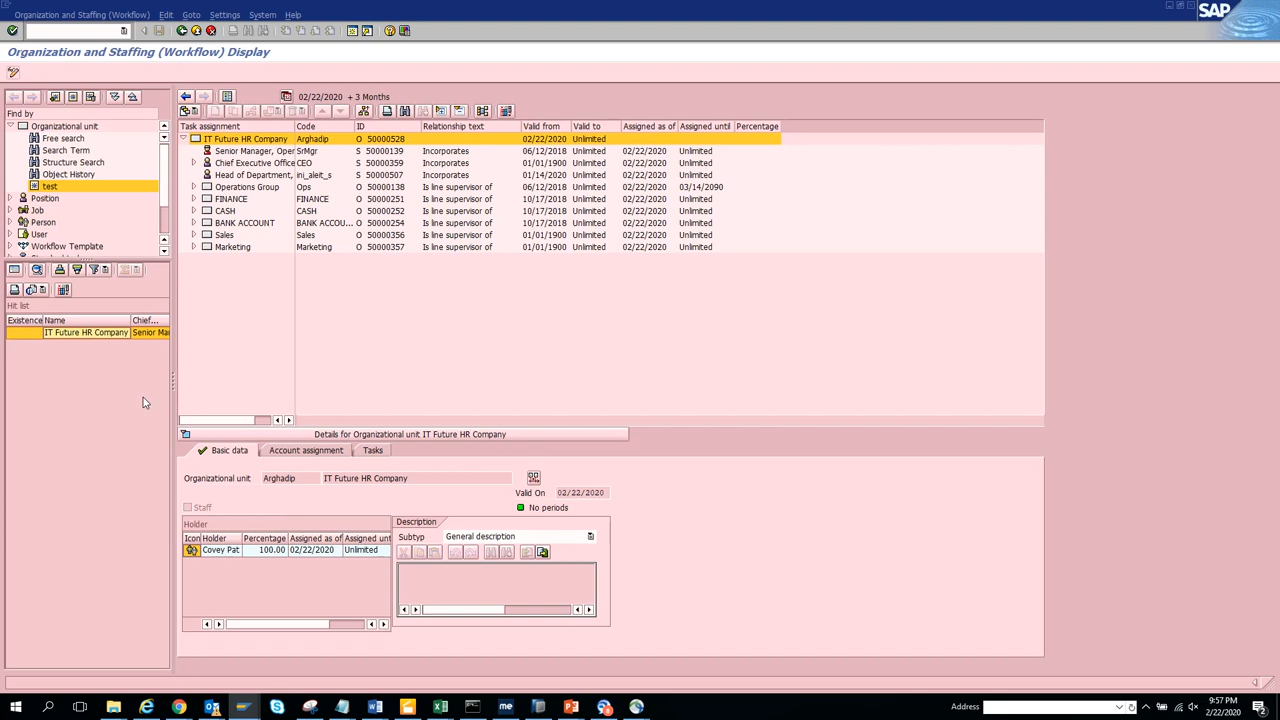 Organization and Staffing (Workflow) Edit Goto Settings System Help
SAP
Organization and Staffing (Workflow) Display
02/22/2020 + 3 Months
Find by
Organizational unit
Free search
Search Term
Structure Search
Object History
test
Position
Job
Person
User
Workflow Template
Hit list
Existence Name Chief...
IT Future HR Company Senior Ma
Task assignment Code ID Relationship text Valid from Valid to Assigned as of Assigned until Percentage
IT Future HR Company Arghadip O 50000528 02/22/2020 Unlimited
Senior Manager, Oper SrMgr S 50000139 Incorporates 06/12/2018 Unlimited 02/22/2020 Unlimited
Chief Executive Office CEO S 50000359 Incorporates 01/01/1900 Unlimited 02/22/2020 Unlimited
Head of Department, ini_aleit_s S 50000507 Incorporates 01/14/2020 Unlimited 02/22/2020 Unlimited
Operations Group Ops O 50000138 Is line supervisor of 06/12/2018 Unlimited 02/22/2020 03/14/2090
FINANCE FINANCE O 50000251 Is line supervisor of 10/17/2018 Unlimited 02/22/2020 Unlimited
CASH CASH O 50000252 Is line supervisor of 10/17/2018 Unlimited 02/22/2020 Unlimited
BANK ACCOUNT BANK ACCOU... O 50000254 Is line supervisor of 10/17/2018 Unlimited 02/22/2020 Unlimited
Sales Sales O 50000356 Is line supervisor of 01/01/1900 Unlimited 02/22/2020 Unlimited
Marketing Marketing O 50000357 Is line supervisor of 01/01/1900 Unlimited 02/22/2020 Unlimited
Details for Organizational unit IT Future HR Company
Basic data Account assignment Tasks
Organizational unit Arghadip IT Future HR Company
Valid On 02/22/2020
Staff No periods
Holder
Icon Holder Percentage Assigned as of Assigned unt
Covey Pat 100.00 02/22/2020 Unlimited
Description
Subtyp General description
Address
9:57 PM
2/22/2020